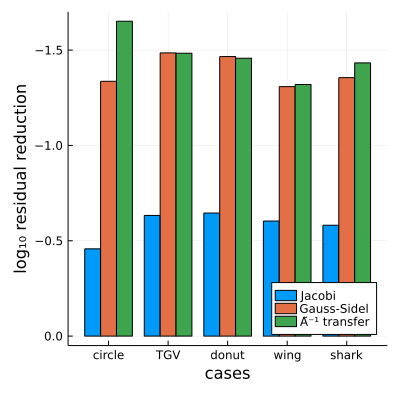 log₁₀ residual reduction
−1.5
−1.0
−0.5
0.0
circle TGV donut wing shark
cases
Jacobi
Gauss-Sidel
Ã⁻¹ transfer